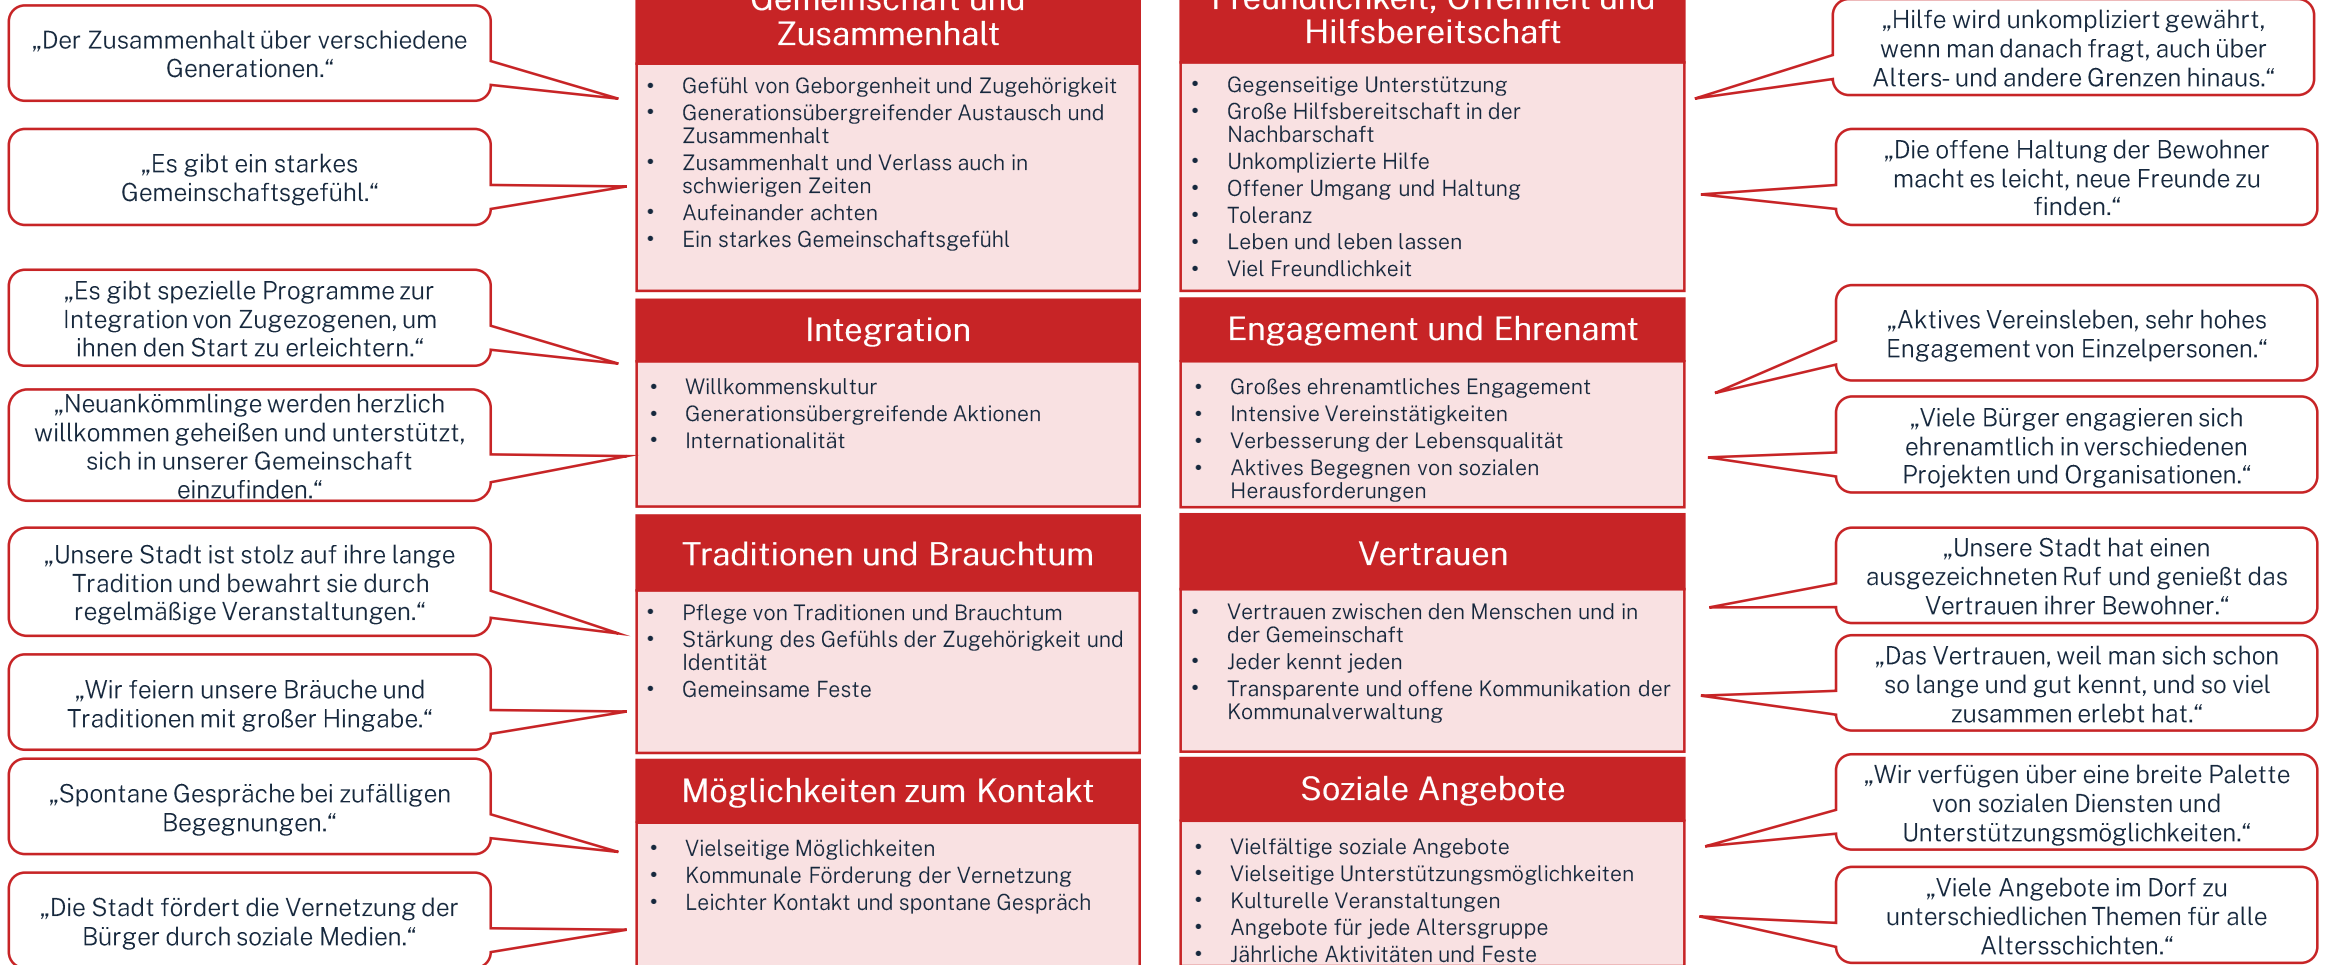 „Der Zusammenhalt über verschiedene
Generationen.“
„Es gibt ein starkes
Gemeinschaftsgefühl.“
Gemeinschaft und
Zusammenhalt
• Gefühl von Geborgenheit und Zugehörigkeit
• Generationsübergreifender Austausch und
Zusammenhalt
• Zusammenhalt und Verlass auch in
schwierigen Zeiten
• Aufeinander achten
• Ein starkes Gemeinschaftsgefühl
Freundlichkeit, Offenheit und
Hilfsbereitschaft
• Gegenseitige Unterstützung
• Große Hilfsbereitschaft in der
Nachbarschaft
• Unkomplizierte Hilfe
• Offener Umgang und Haltung
• Toleranz
• Leben und leben lassen
• Viel Freundlichkeit
„Hilfe wird unkompliziert gewährt,
wenn man danach fragt, auch über
Alters- und andere Grenzen hinaus.“
„Die offene Haltung der Bewohner
macht es leicht, neue Freunde zu
finden.“
„Es gibt spezielle Programme zur
Integration von Zugezogenen, um
ihnen den Start zu erleichtern.“
„Neuankömmlinge werden herzlich
willkommen geheißen und unterstützt,
sich in unserer Gemeinschaft
einzufinden.“
Integration
• Willkommenskultur
• Generationsübergreifende Aktionen
• Internationalität
Engagement und Ehrenamt
• Großes ehrenamtliches Engagement
• Intensive Vereinstätigkeiten
• Verbesserung der Lebensqualität
• Aktives Begegnen von sozialen
Herausforderungen
„Aktives Vereinsleben, sehr hohes
Engagement von Einzelpersonen.“
„Viele Bürger engagieren sich
ehrenamtlich in verschiedenen
Projekten und Organisationen.“
„Unsere Stadt ist stolz auf ihre lange
Tradition und bewahrt sie durch
regelmäßige Veranstaltungen.“
„Wir feiern unsere Bräuche und
Traditionen mit großer Hingabe.“
Traditionen und Brauchtum
• Pflege von Traditionen und Brauchtum
• Stärkung des Gefühls der Zugehörigkeit und
Identität
• Gemeinsame Feste
Vertrauen
• Vertrauen zwischen den Menschen und in
der Gemeinschaft
• Jeder kennt jeden
• Transparente und offene Kommunikation der
Kommunalverwaltung
„Unsere Stadt hat einen
ausgezeichneten Ruf und genießt das
Vertrauen ihrer Bewohner.“
„Das Vertrauen, weil man sich schon
so lange und gut kennt, und so viel
zusammen erlebt hat.“
„Spontane Gespräche bei zufälligen
Begegnungen.“
„Die Stadt fördert die Vernetzung der
Bürger durch soziale Medien.“
Möglichkeiten zum Kontakt
• Vielseitige Möglichkeiten
• Kommunale Förderung der Vernetzung
• Leichter Kontakt und spontane Gespräch
Soziale Angebote
• Vielfältige soziale Angebote
• Vielseitige Unterstützungsmöglichkeiten
• Kulturelle Veranstaltungen
• Angebote für jede Altersgruppe
• Jährliche Aktivitäten und Feste
„Wir verfügen über eine breite Palette
von sozialen Diensten und
Unterstützungsmöglichkeiten.“
„Viele Angebote im Dorf zu
unterschiedlichen Themen für alle
Altersschichten.“